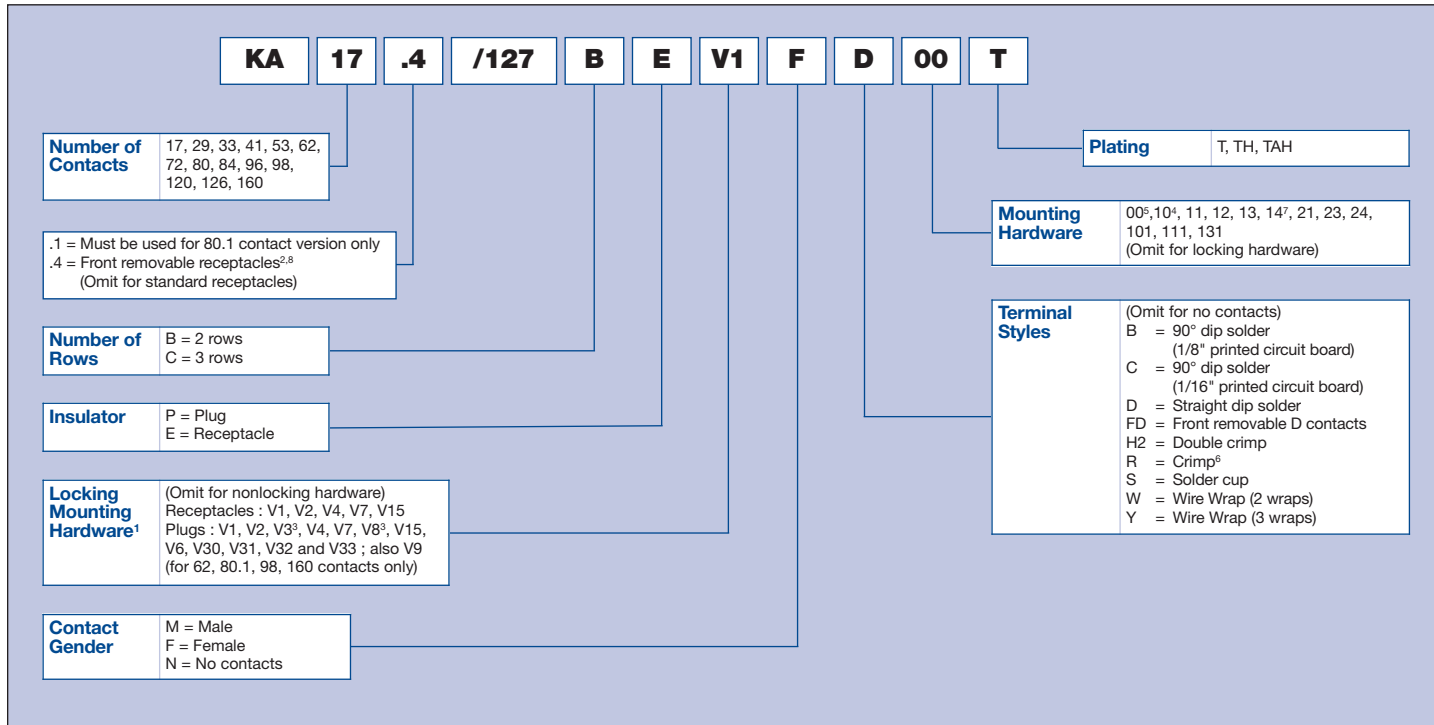 KA 17 .4 /127 B E V1 F D 00 T
Number of Contacts
17, 29, 33, 41, 53, 62,
72, 80, 84, 96, 98,
120, 126, 160
.1 = Must be used for 80.1 contact version only
.4 = Front removable receptacles²,⁸
(Omit for standard receptacles)
Number of Rows
B = 2 rows
C = 3 rows
Insulator
P = Plug
E = Receptacle
Locking Mounting Hardware¹
(Omit for nonlocking hardware)
Receptacles : V1, V2, V4, V7, V15
Plugs : V1, V2, V3³, V4, V7, V8³, V15,
V6, V30, V31, V32 and V33 ; also V9
(for 62, 80.1, 98, 160 contacts only)
Contact Gender
M = Male
F = Female
N = No contacts
Plating
T, TH, TAH
Mounting Hardware
00⁵,10⁴, 11, 12, 13, 14⁷, 21, 23, 24,
101, 111, 131
(Omit for locking hardware)
Terminal Styles
(Omit for no contacts)
B = 90° dip solder
(1/8" printed circuit board)
C = 90° dip solder
(1/16" printed circuit board)
D = Straight dip solder
FD = Front removable D contacts
H2 = Double crimp
R = Crimp⁶
S = Solder cup
W = Wire Wrap (2 wraps)
Y = Wire Wrap (3 wraps)